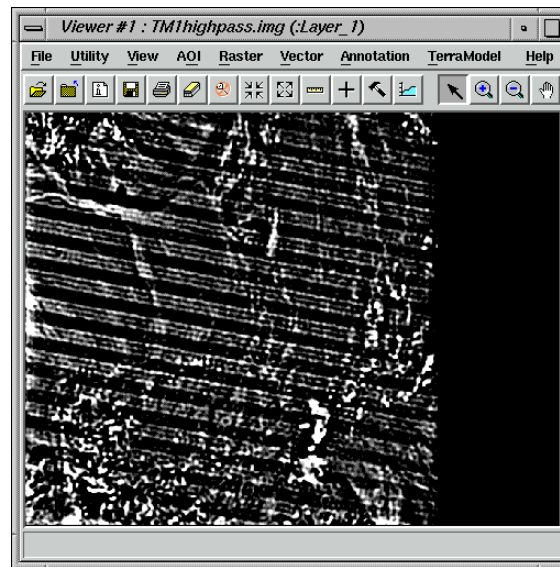 Viewer #1 : TM1highpass.img (:Layer_1)
File Utility View AOI Raster Vector Annotation TerraModel Help